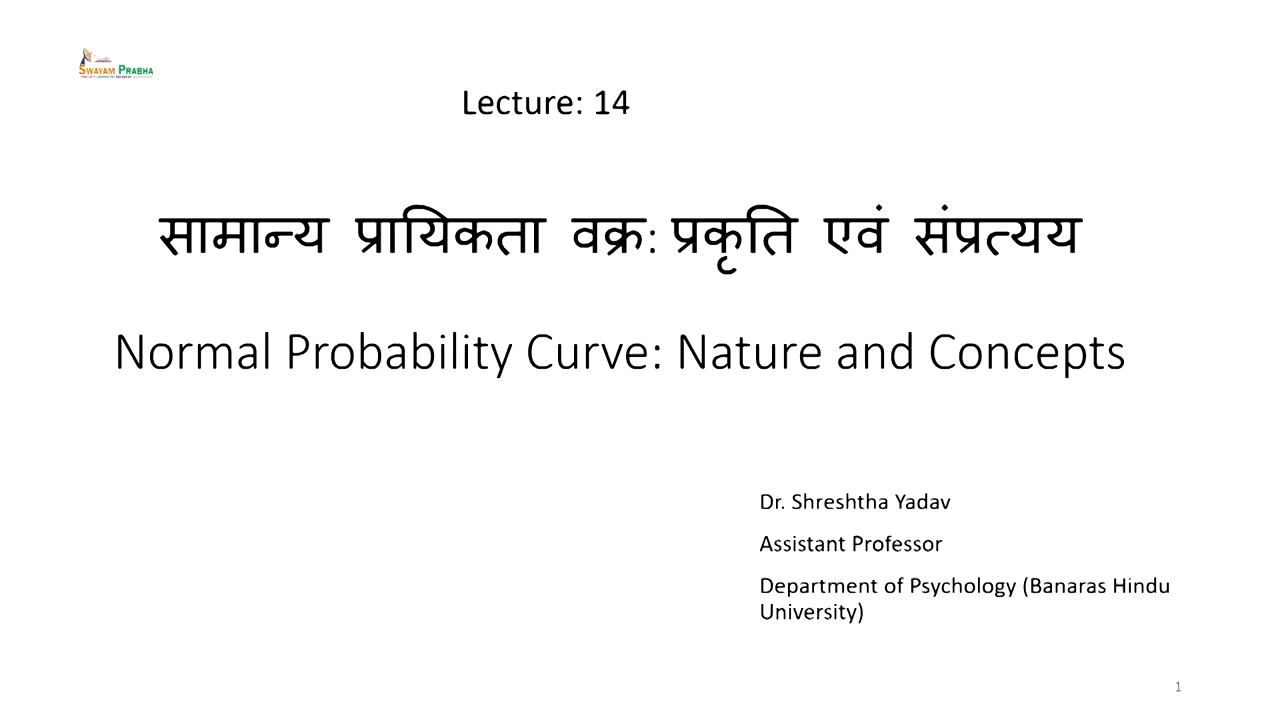 SWAYAM PRABHA
Lecture: 14
सामान्य प्रायिकता वक्र: प्रकृति एवं संप्रत्यय
Normal Probability Curve: Nature and Concepts
Dr. Shreshtha Yadav
Assistant Professor
Department of Psychology (Banaras Hindu
University)
1